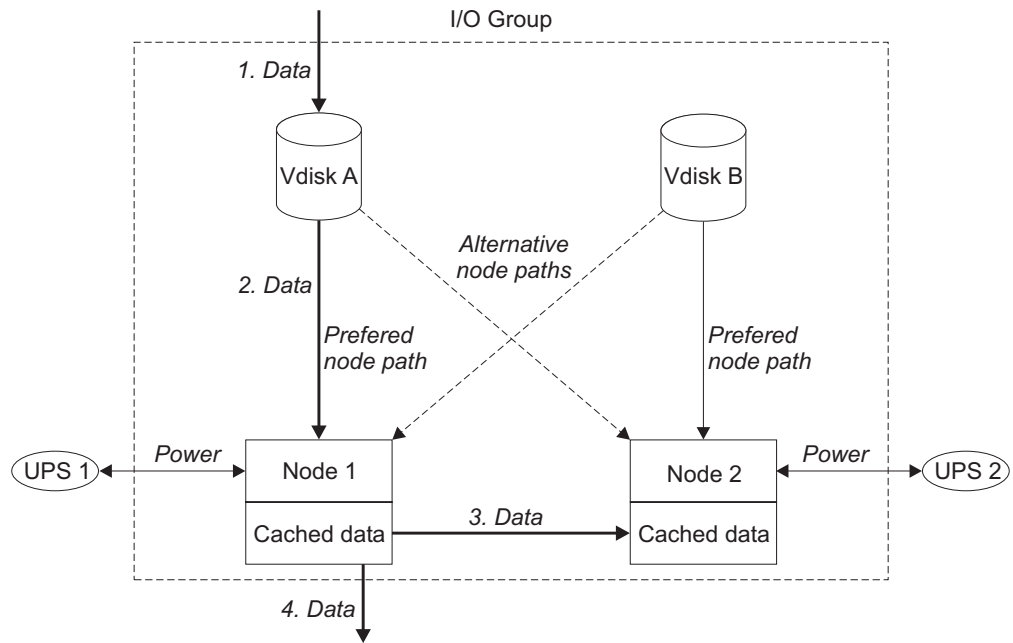 I/O Group
1. Data
Vdisk A
Vdisk B
Alternative
node paths
2. Data
Prefered
node path
Prefered
node path
UPS 1
Power
Node 1
Node 2
Power
UPS 2
Cached data
3. Data
Cached data
4. Data